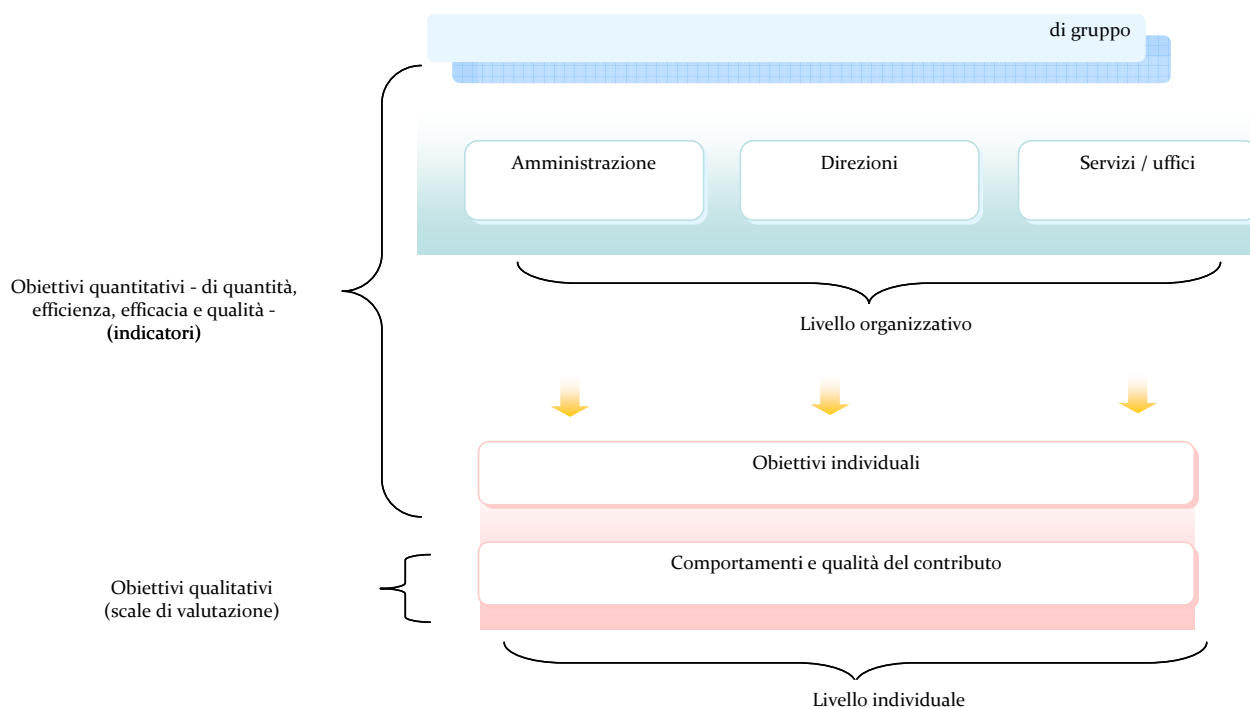 di gruppo
Amministrazione
Direzioni
Servizi / uffici
Obiettivi quantitativi - di quantità,
efficienza, efficacia e qualità -
(indicatori)
Livello organizzativo
Obiettivi individuali
Comportamenti e qualità del contributo
Obiettivi qualitativi
(scale di valutazione)
Livello individuale